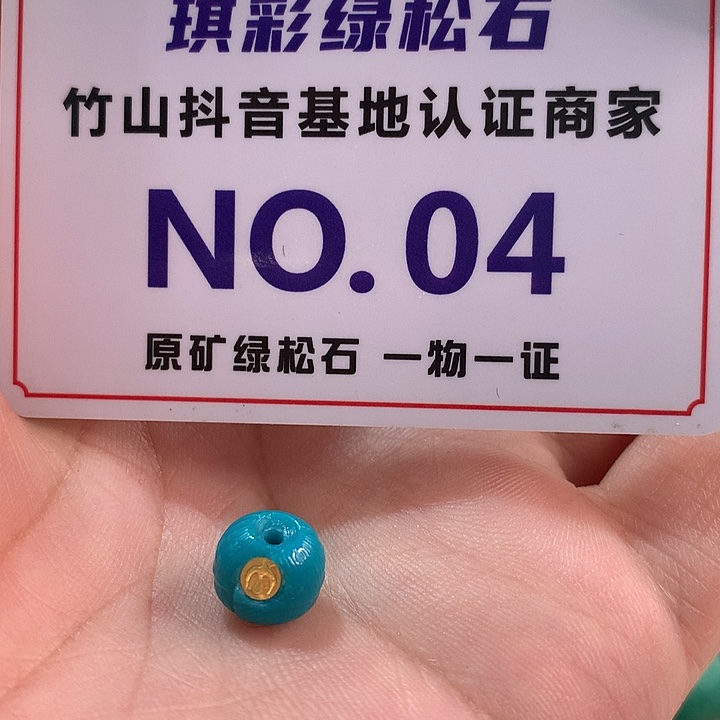 琪彩绿松石
竹山抖音基地认证商家
NO.04
原矿绿松石 一物一证